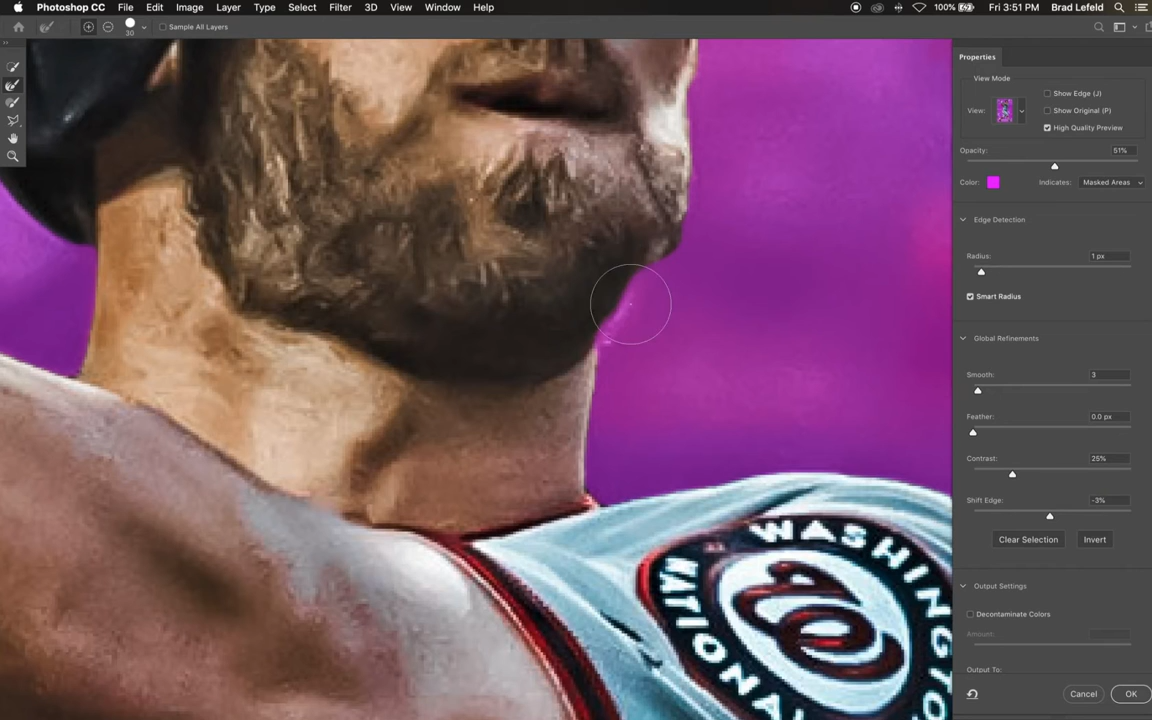 Photoshop CC File Edit Image Layer Type Select Filter 3D View Window Help 100% Fri 3:51 PM Brad Lefeld
30 Sample All Layers
Properties
View Mode
Show Edge (J)
View: Show Original (P)
High Quality Preview
Opacity: 51%
Color: Indicates: Masked Areas
Edge Detection
Radius: 1 px
Smart Radius
Global Refinements
Smooth: 3
Feather: 0.0 px
Contrast: 25%
Shift Edge: -3%
Clear Selection Invert
Output Settings
Decontaminate Colors
Amount:
Output To:
Cancel OK
WASHINGTO
NATIONAL